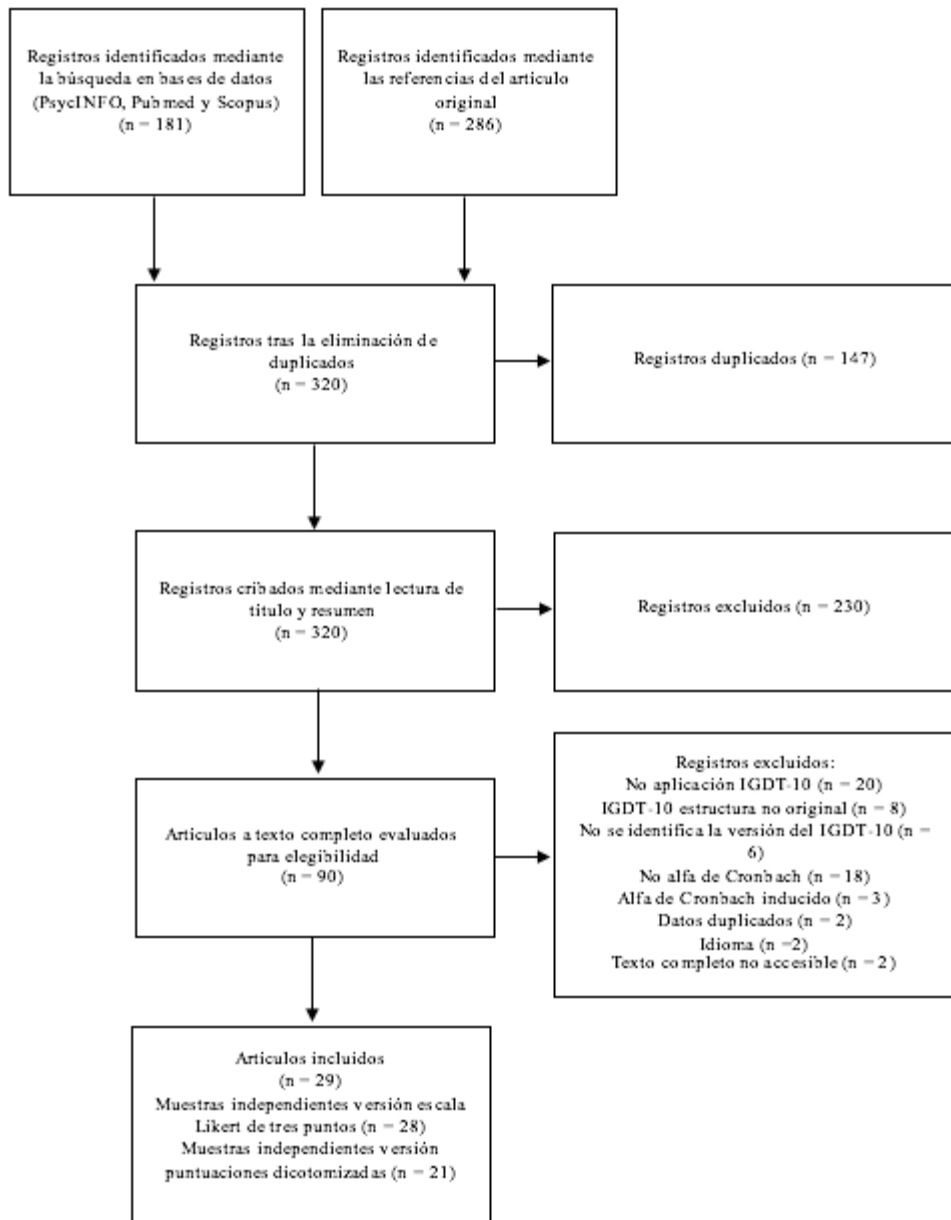 Registros identificados mediante
la búsqueda en bases de datos
(PsycINFO, Pubmed y Scopus)
(n = 181)
Registros identificados mediante
las referencias del artículo
original
(n = 286)
Registros tras la eliminación de
duplicados
(n = 320)
Registros duplicados (n = 147)
Registros cribados mediante lectura de
título y resumen
(n = 320)
Registros excluidos (n = 230)
Artículos a texto completo evaluados
para elegibilidad
(n = 90)
Registros excluidos:
No aplicación IGDT-10 (n = 20)
IGDT-10 estructura no original (n = 8)
No se identifica la versión del IGDT-10 (n =
6)
No alfa de Cronbach (n = 18)
Alfa de Cronbach inducido (n = 3)
Datos duplicados (n = 2)
Idioma (n =2)
Texto completo no accesible (n = 2)
Artículos incluidos
(n = 29)
Muestras independientes versión escala
Likert de tres puntos (n = 28)
Muestras independientes versión
puntuaciones dicotomizadas (n = 21)